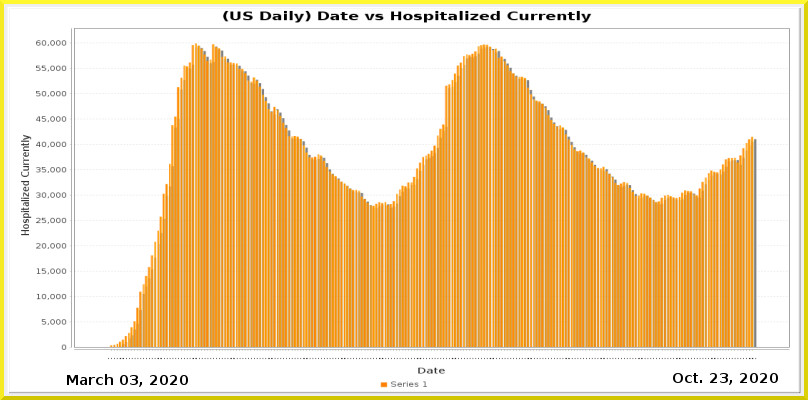 (US Daily) Date vs Hospitalized Currently
Hospitalized Currently
60,000
55,000
50,000
45,000
40,000
35,000
30,000
25,000
20,000
15,000
10,000
5,000
0
Date
March 03, 2020
Oct. 23, 2020
Series 1